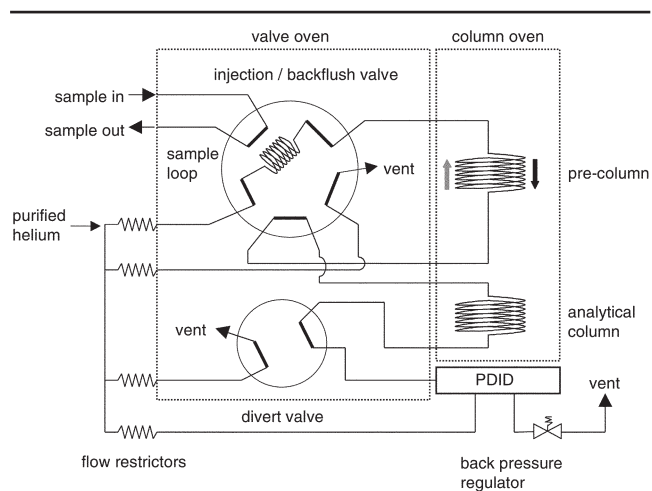 valve oven
column oven
injection / backflush valve
sample in
sample out
sample
loop
vent
pre-column
purified
helium
analytical
column
vent
PDID
vent
divert valve
flow restrictors
back pressure
regulator